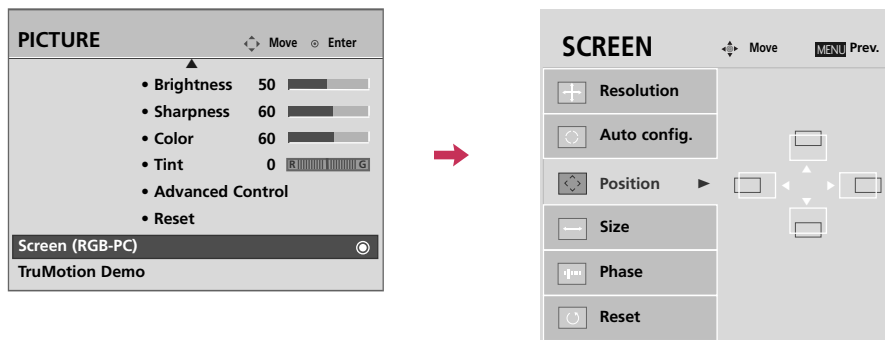 PICTURE
Move Enter
• Brightness 50
• Sharpness 60
• Color 60
• Tint 0 R G
• Advanced Control
• Reset
Screen (RGB-PC)
TruMotion Demo
SCREEN
Move MENU Prev.
Resolution
Auto config.
Position
Size
Phase
Reset